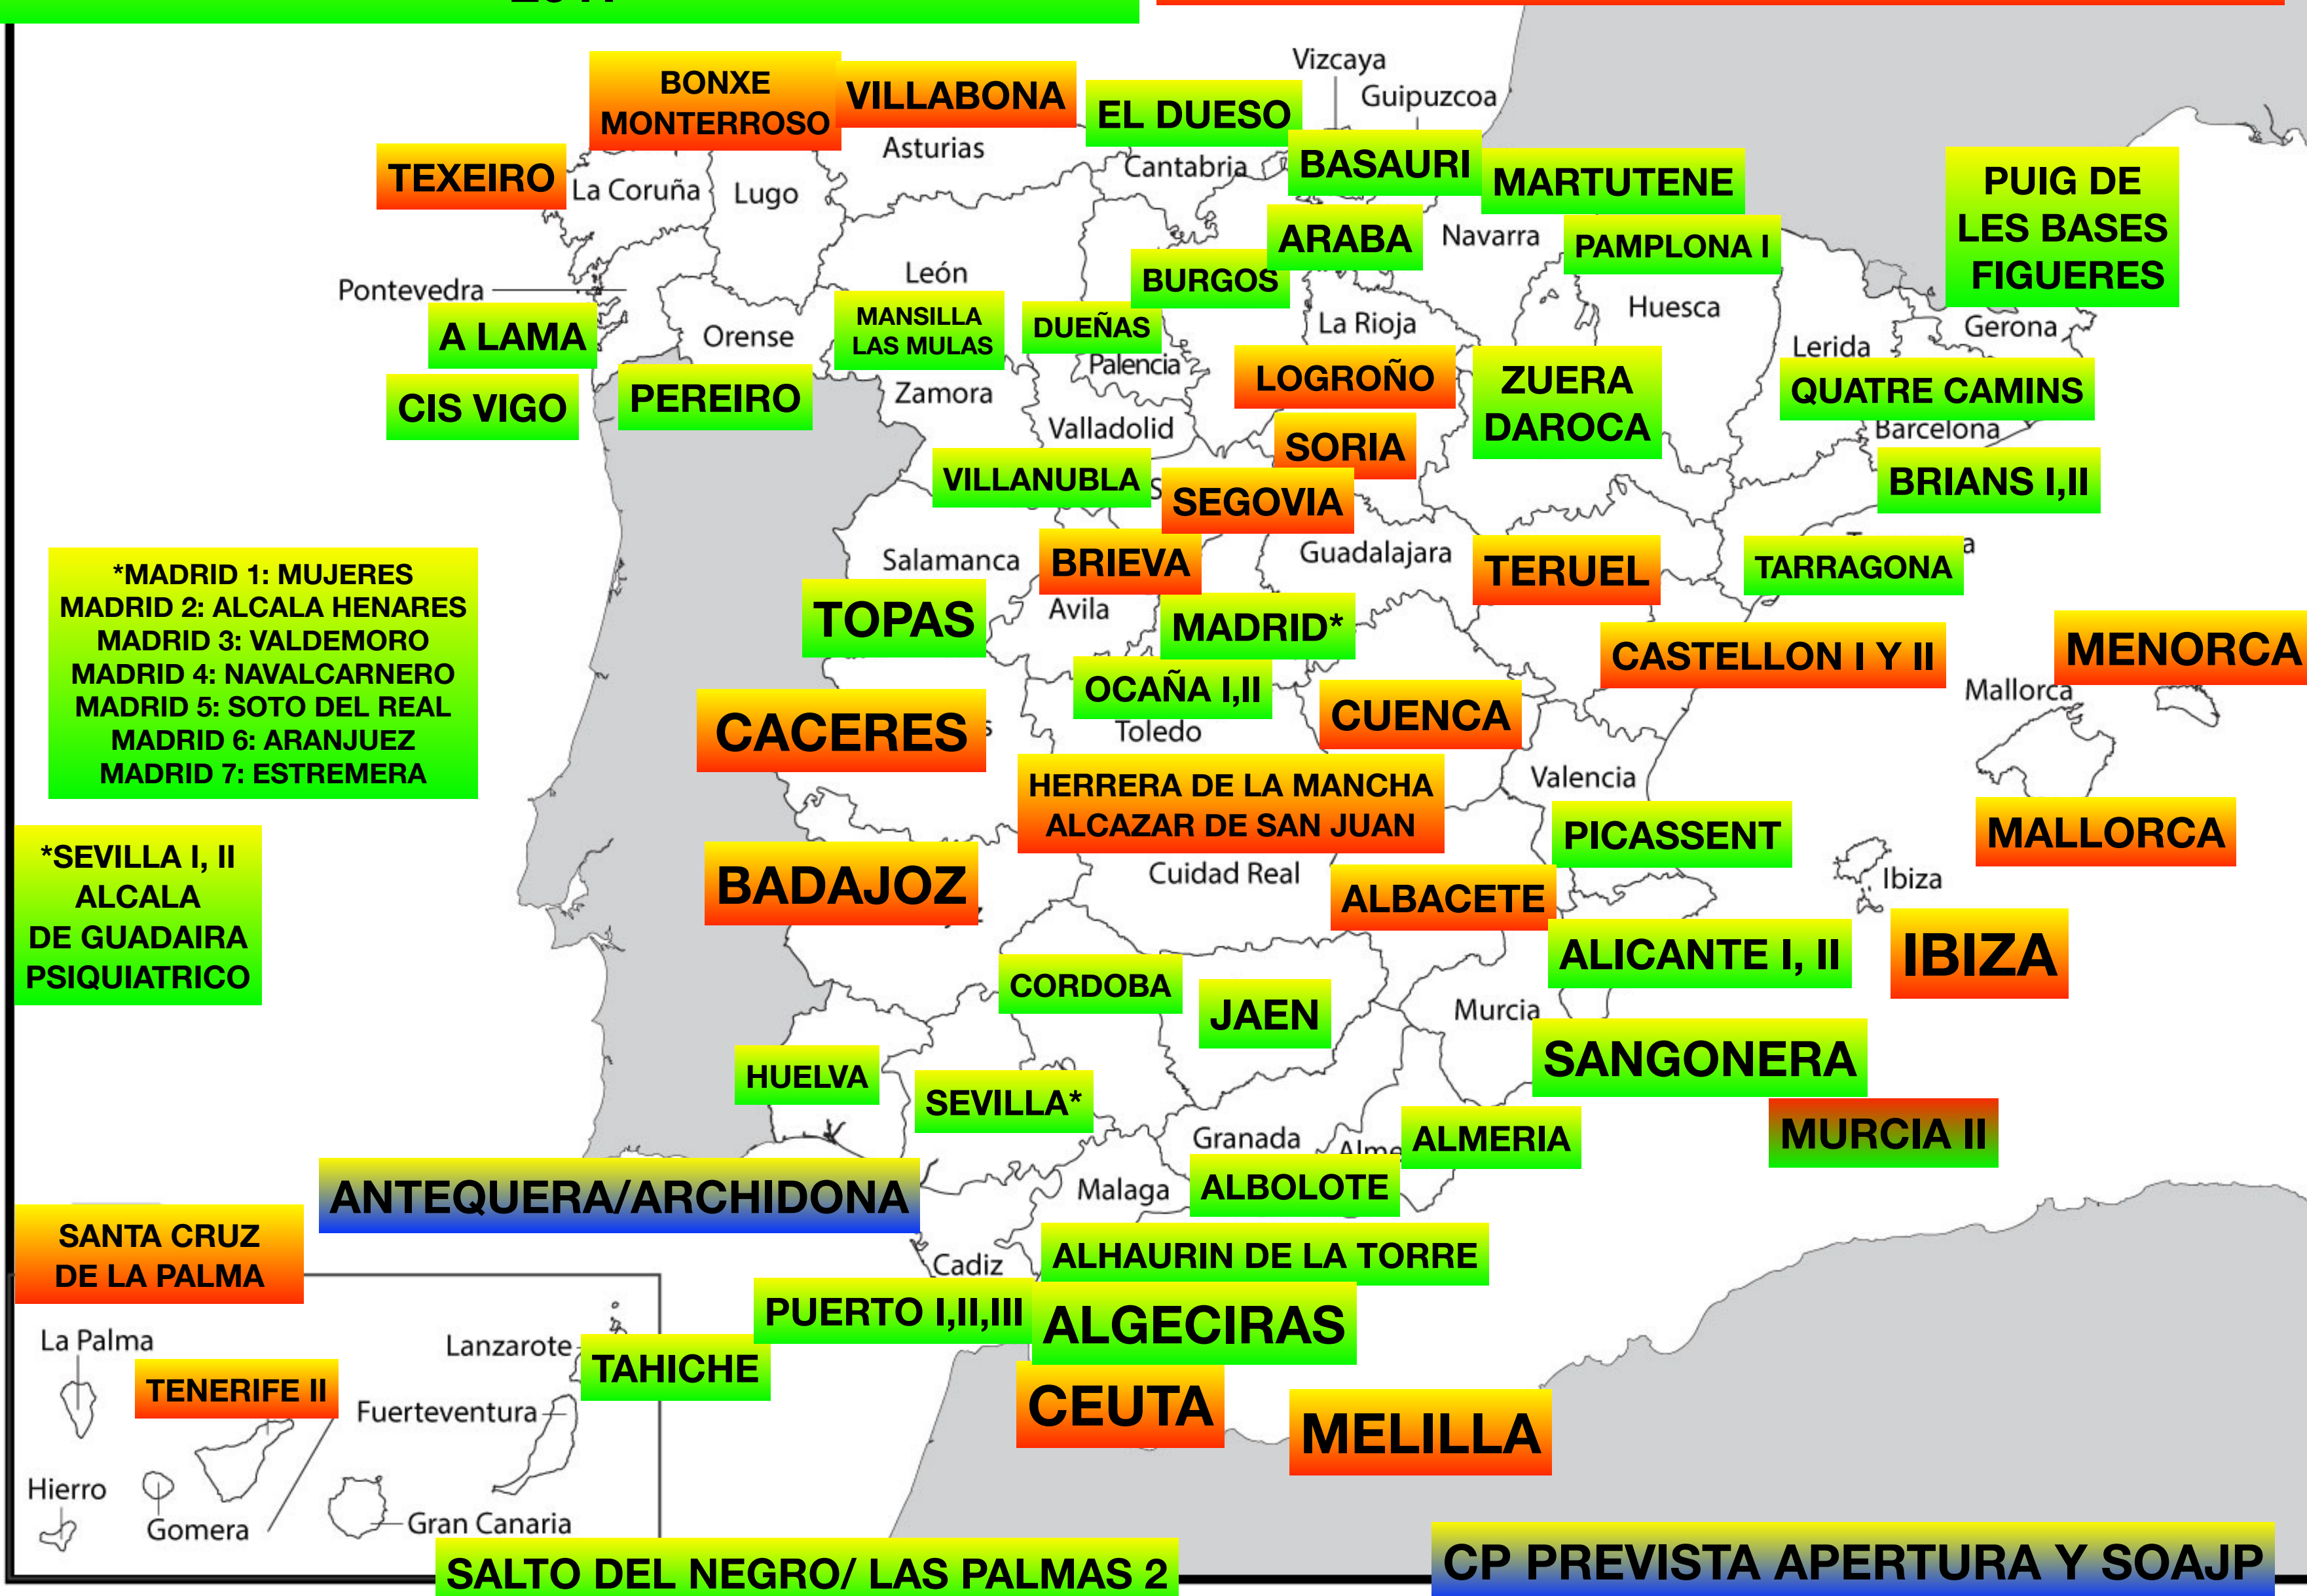 Vizcaya
Guipuzcoa
BONXE
MONTERROSO
VILLABONA
EL DUESO
Asturias
Cantabria
BASAURI
MARTUTENE
PUIG DE
LES BASES
FIGUERES
TEXEIRO
La Coruña
Lugo
ARABA
Navarra
PAMPLONA I
León
BURGOS
Pontevedra
A LAMA
Orense
MANSILLA
LAS MULAS
DUEÑAS
Palencia
La Rioja
Huesca
Gerona
Lerida
CIS VIGO
PEREIRO
Zamora
LOGROÑO
ZUERA
DAROCA
QUATRE CAMINS
Valladolid
Barcelona
SORIA
VILLANUBLA
SEGOVIA
BRIANS I,II
Salamanca
BRIEVA
Guadalajara
TERUEL
TARRAGONA
*MADRID 1: MUJERES
MADRID 2: ALCALA HENARES
MADRID 3: VALDEMORO
MADRID 4: NAVALCARNERO
MADRID 5: SOTO DEL REAL
MADRID 6: ARANJUEZ
MADRID 7: ESTREMERA
TOPAS
Avila
MADRID*
CASTELLON I Y II
MENORCA
OCAÑA I,II
Mallorca
CACERES
Toledo
CUENCA
HERRERA DE LA MANCHA
ALCAZAR DE SAN JUAN
Valencia
PICASSENT
MALLORCA
*SEVILLA I, II
ALCALA
DE GUADAIRA
PSIQUIATRICO
BADAJOZ
Cuidad Real
ALBACETE
Ibiza
ALICANTE I, II
IBIZA
CORDOBA
JAEN
Murcia
SANGONERA
HUELVA
SEVILLA*
MURCIA II
Granada
ALMERIA
ANTEQUERA/ARCHIDONA
Malaga
ALBOLOTE
SANTA CRUZ
DE LA PALMA
Cadiz
ALHAURIN DE LA TORRE
PUERTO I,II,III
ALGECIRAS
La Palma
Lanzarote
TAHICHE
TENERIFE II
Fuerteventura
CEUTA
MELILLA
Hierro
Gomera
Gran Canaria
SALTO DEL NEGRO/ LAS PALMAS 2
CP PREVISTA APERTURA Y SOAJP